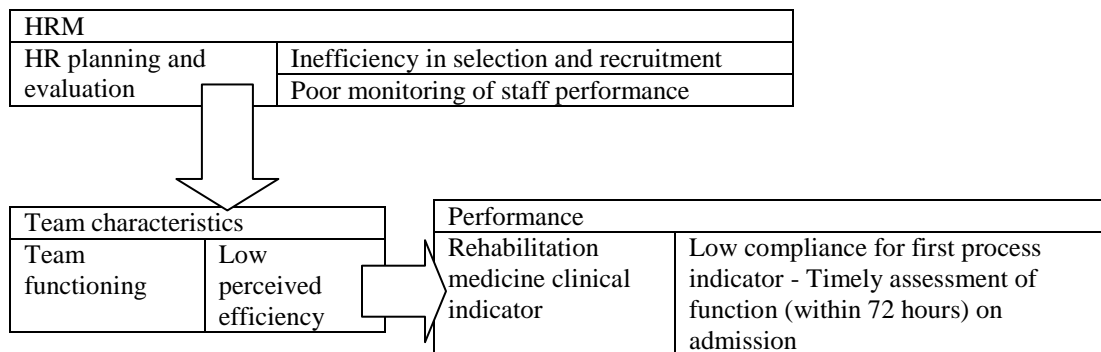 HRM
HR planning and
evaluation
Inefficiency in selection and recruitment
Poor monitoring of staff performance
Team characteristics
Team
functioning
Low
perceived
efficiency
Performance
Rehabilitation
medicine clinical
indicator
Low compliance for first process
indicator - Timely assessment of
function (within 72 hours) on
admission